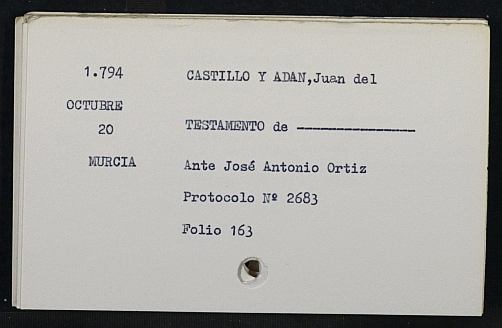 1.794 CASTILLO Y ADAN,Juan del
OCTUBRE
20 TESTAMENTO de ---------------
MURCIA Ante José Antonio Ortiz
Protocolo Nº 2683
Folio 163